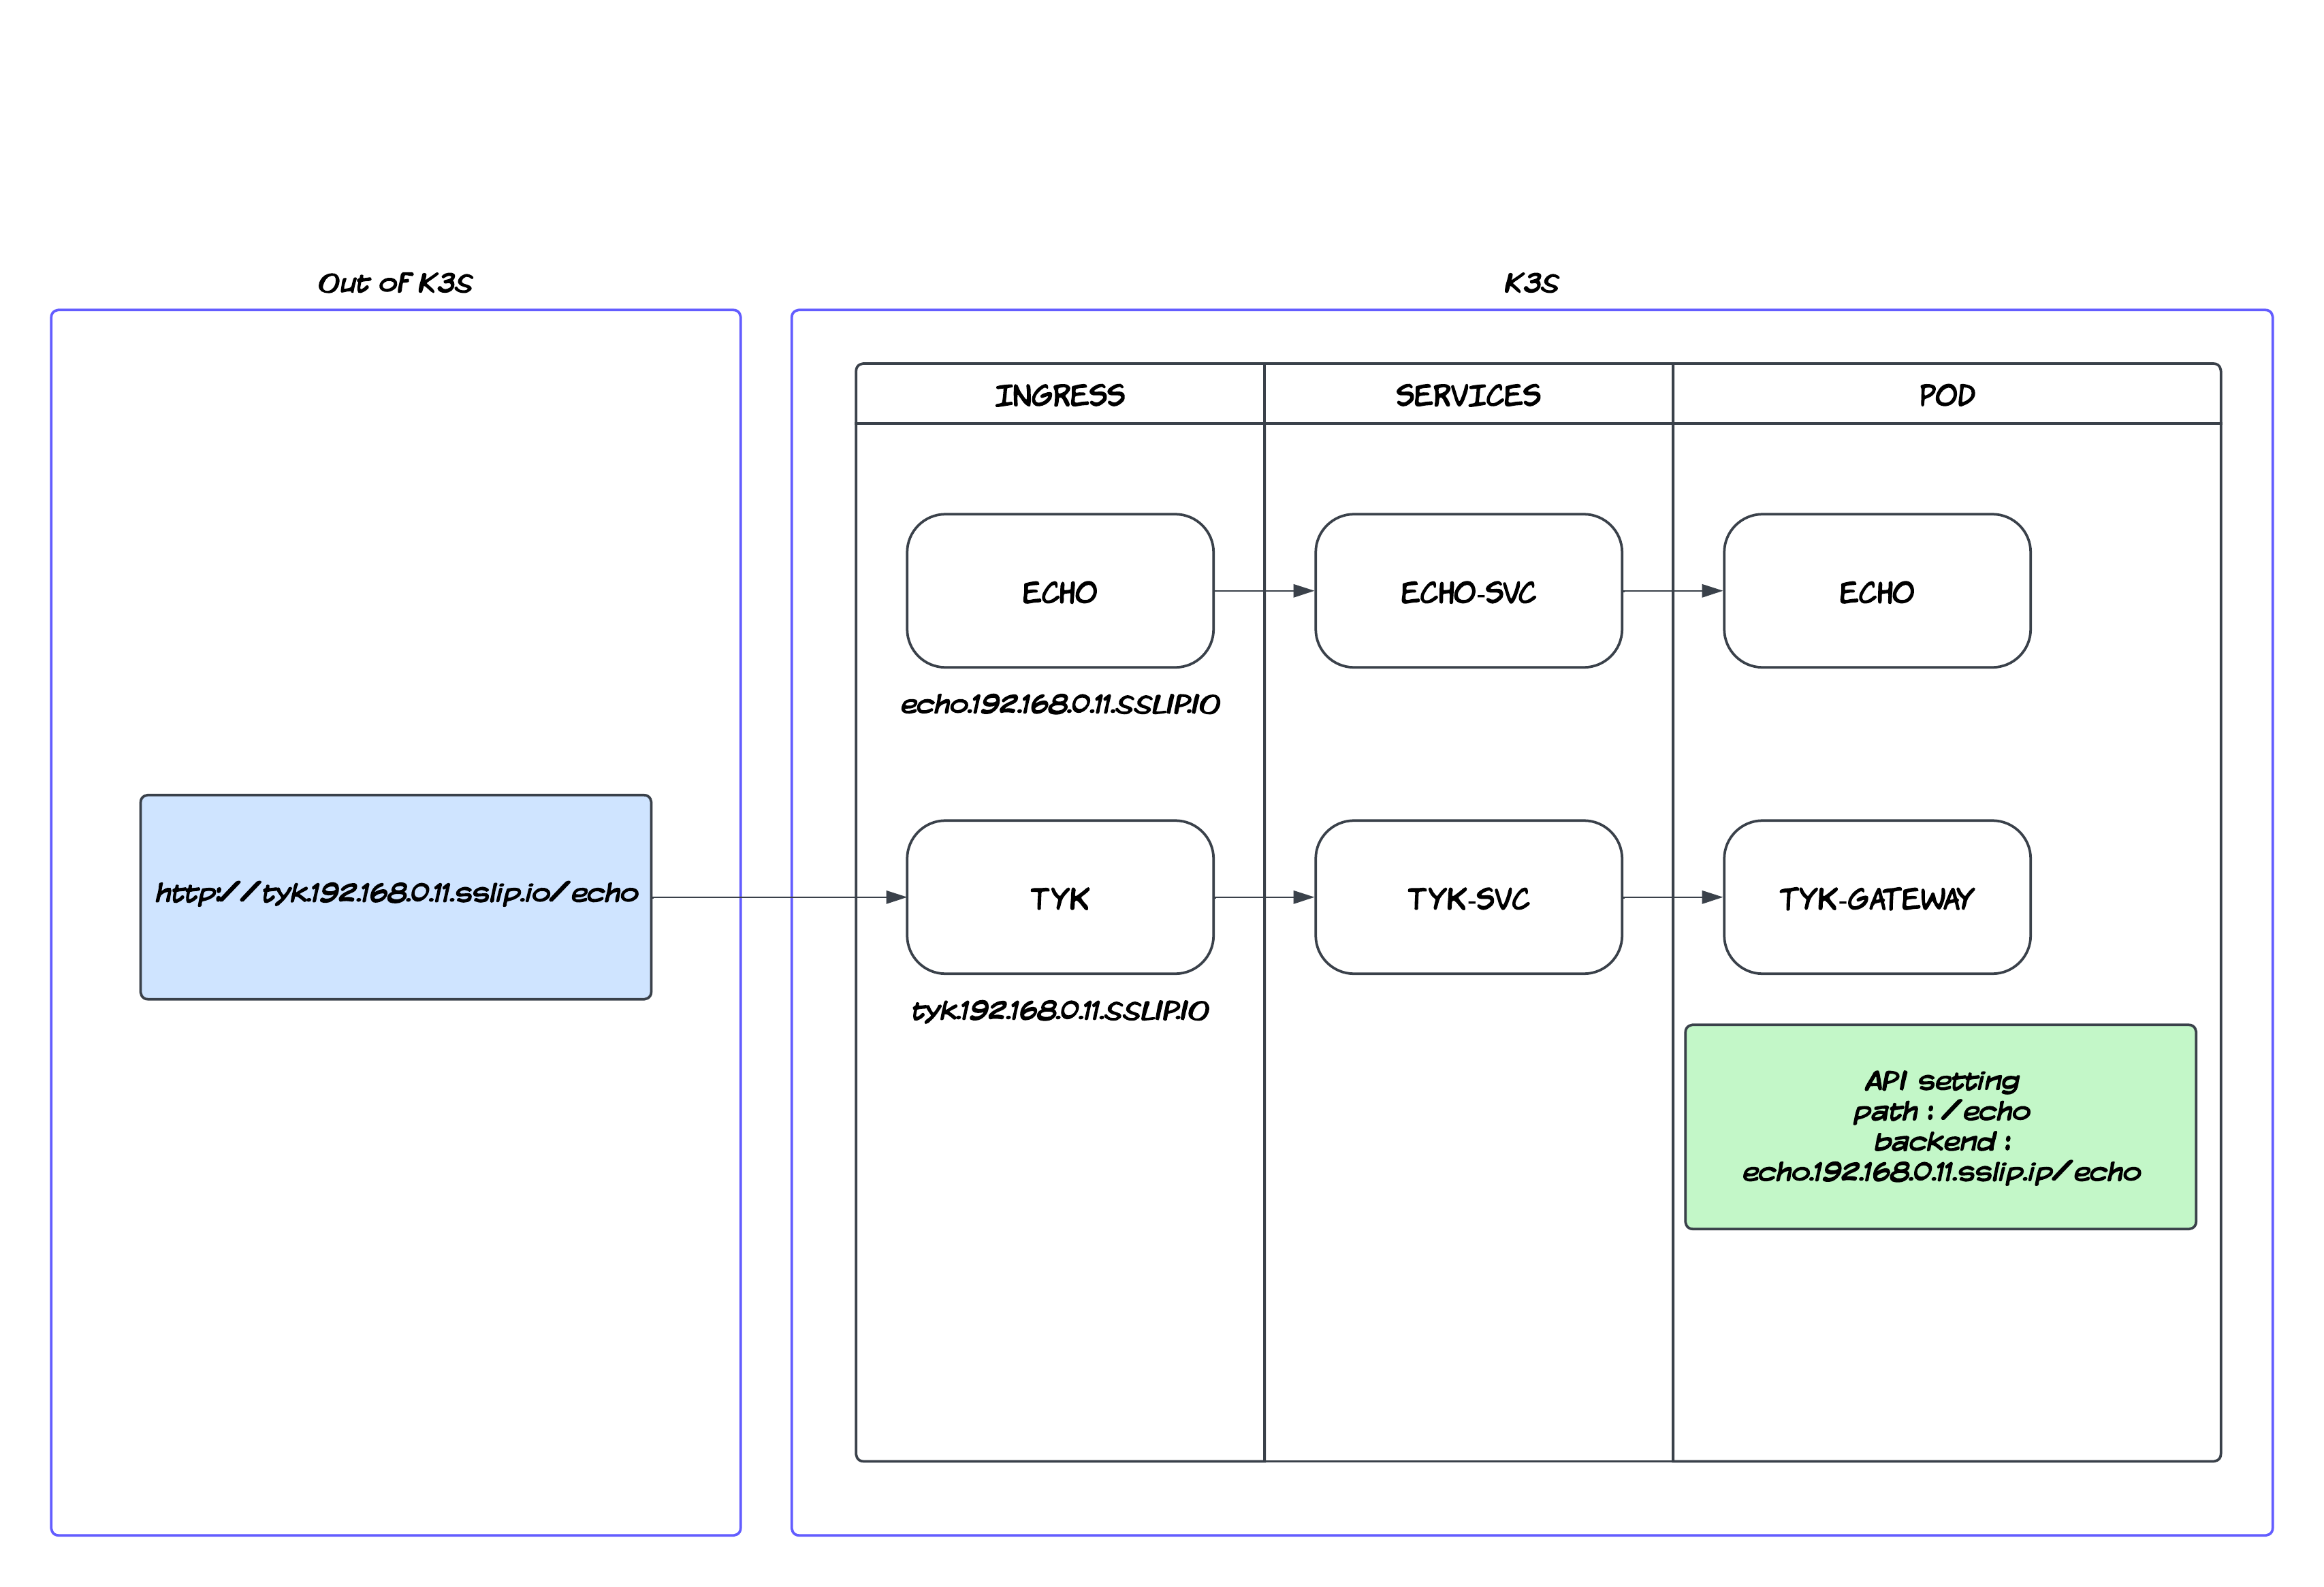 Out of K3S
K3S
INGRESS
SERVICES
POD
ECHO
ECHO-SVC
ECHO
echo.192.168.0.11.SSLIP.IO
http://tyk.192.168.0.11.sslip.io/echo
TYK
TYK-SVC
TYK-GATEWAY
tyk.192.168.0.11.SSLIP.IO
API setting
path : /echo
backend :
echo.192.168.0.11.sslip.ip/echo